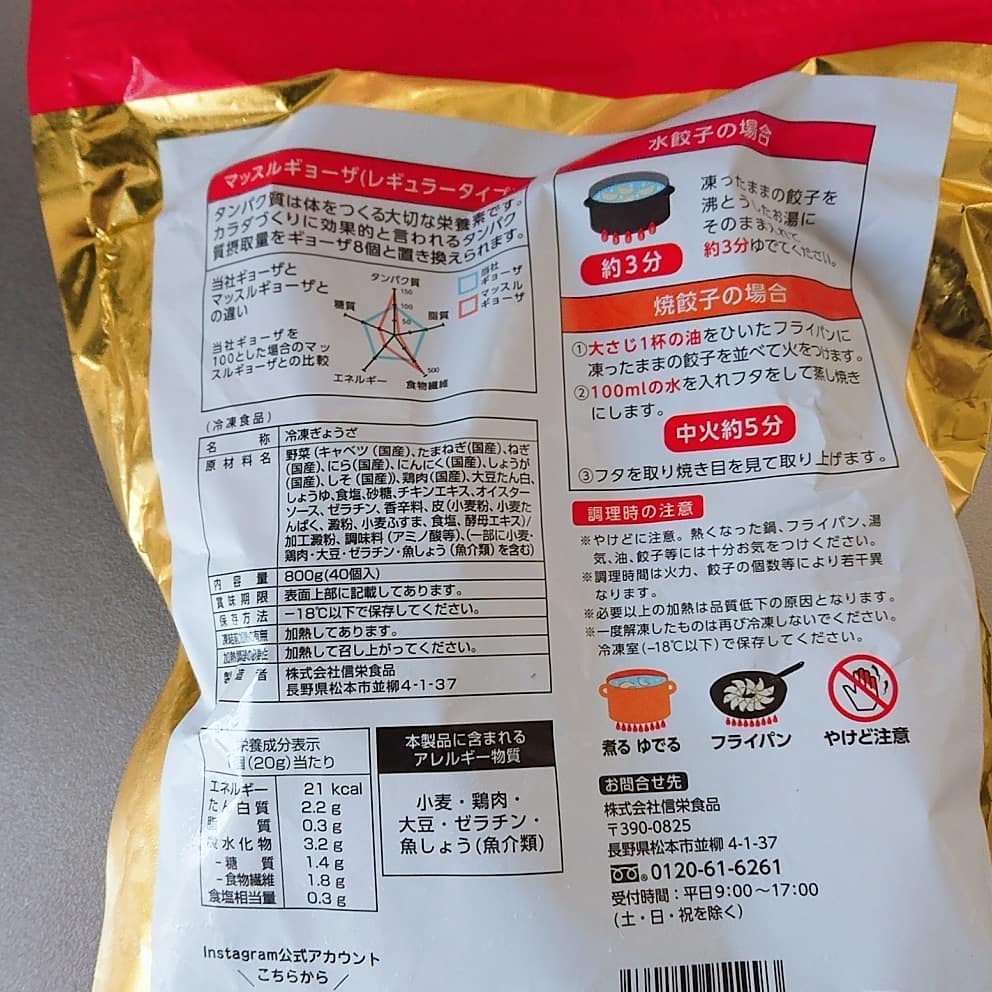 マッスルギョーザ(レギュラータイプ
タンパク質は体をつくる大切な栄養素です。
カラダづくりに効果的と言われるタンパク
質摂取量をギョーザ8個と置き換えられます。
当社ギョーザと
マッスルギョーザと
の違い
当社ギョーザを
100とした場合のマッ
スルギョーザとの比較
タンパク質
150
100
50
糖質
脂質
エネルギー
食物繊維
500
当社
ギョーザ
マッスル
ギョーザ
(冷凍食品)
名称 冷凍ぎょうざ
原材料名 野菜(キャベツ(国産)、たまねぎ(国産)、ねぎ
(国産)、にら(国産)、にんにく(国産)、しょうが
(国産)、しそ(国産))、鶏肉(国産)、大豆たん白、
しょうゆ、食塩、砂糖、チキンエキス、オイスター
ソース、ゼラチン、香辛料、皮(小麦粉、小麦た
んぱく、澱粉、小麦ふすま、食塩、酵母エキス)/
加工澱粉、調味料(アミノ酸等)、(一部に小麦・
鶏肉・大豆・ゼラチン・魚しょう(魚介類)を含む)
内容量 800g(40個入)
賞味期限 表面上部に記載してあります。
保存方法 −18℃以下で保存してください。
加熱してあります。
加熱して召し上がってください。
製造者 株式会社信栄食品
長野県松本市並柳4-1-37
栄養成分表示
(20g)当たり
エネルギー 21 kcal
たん白質 2.2 g
脂質 0.3 g
炭水化物 3.2 g
-糖質 1.4 g
-食物繊維 1.8 g
食塩相当量 0.3 g
本製品に含まれる
アレルギー物質
小麦・鶏肉・
大豆・ゼラチン・
魚しょう(魚介類)
Instagram公式アカウント
\ こちらから /
水餃子の場合
凍ったままの餃子を
沸とうしたお湯に
そのまま入れて
約3分ゆでてください。
約3分
焼餃子の場合
①大さじ1杯の油をひいたフライパンに
凍ったままの餃子を並べて火をつけます。
②100mlの水を入れフタをして蒸し焼き
にします。
中火約5分
③フタを取り焼き目を見て取り上げます。
調理時の注意
※やけどに注意。熱くなった鍋、フライパン、湯
気、油、餃子等には十分お気をつけください。
※調理時間は火力、餃子の個数等により若干異
なります。
※必要以上の加熱は品質低下の原因となります。
※一度解凍したものは再び冷凍しないでください。
冷凍室(−18℃以下)で保存してください。
煮る ゆでる
フライパン
やけど注意
お問合せ先
株式会社信栄食品
〒390-0825
長野県松本市並柳 4-1-37
0120-61-6261
受付時間:平日9:00〜17:00
(土・日・祝を除く)